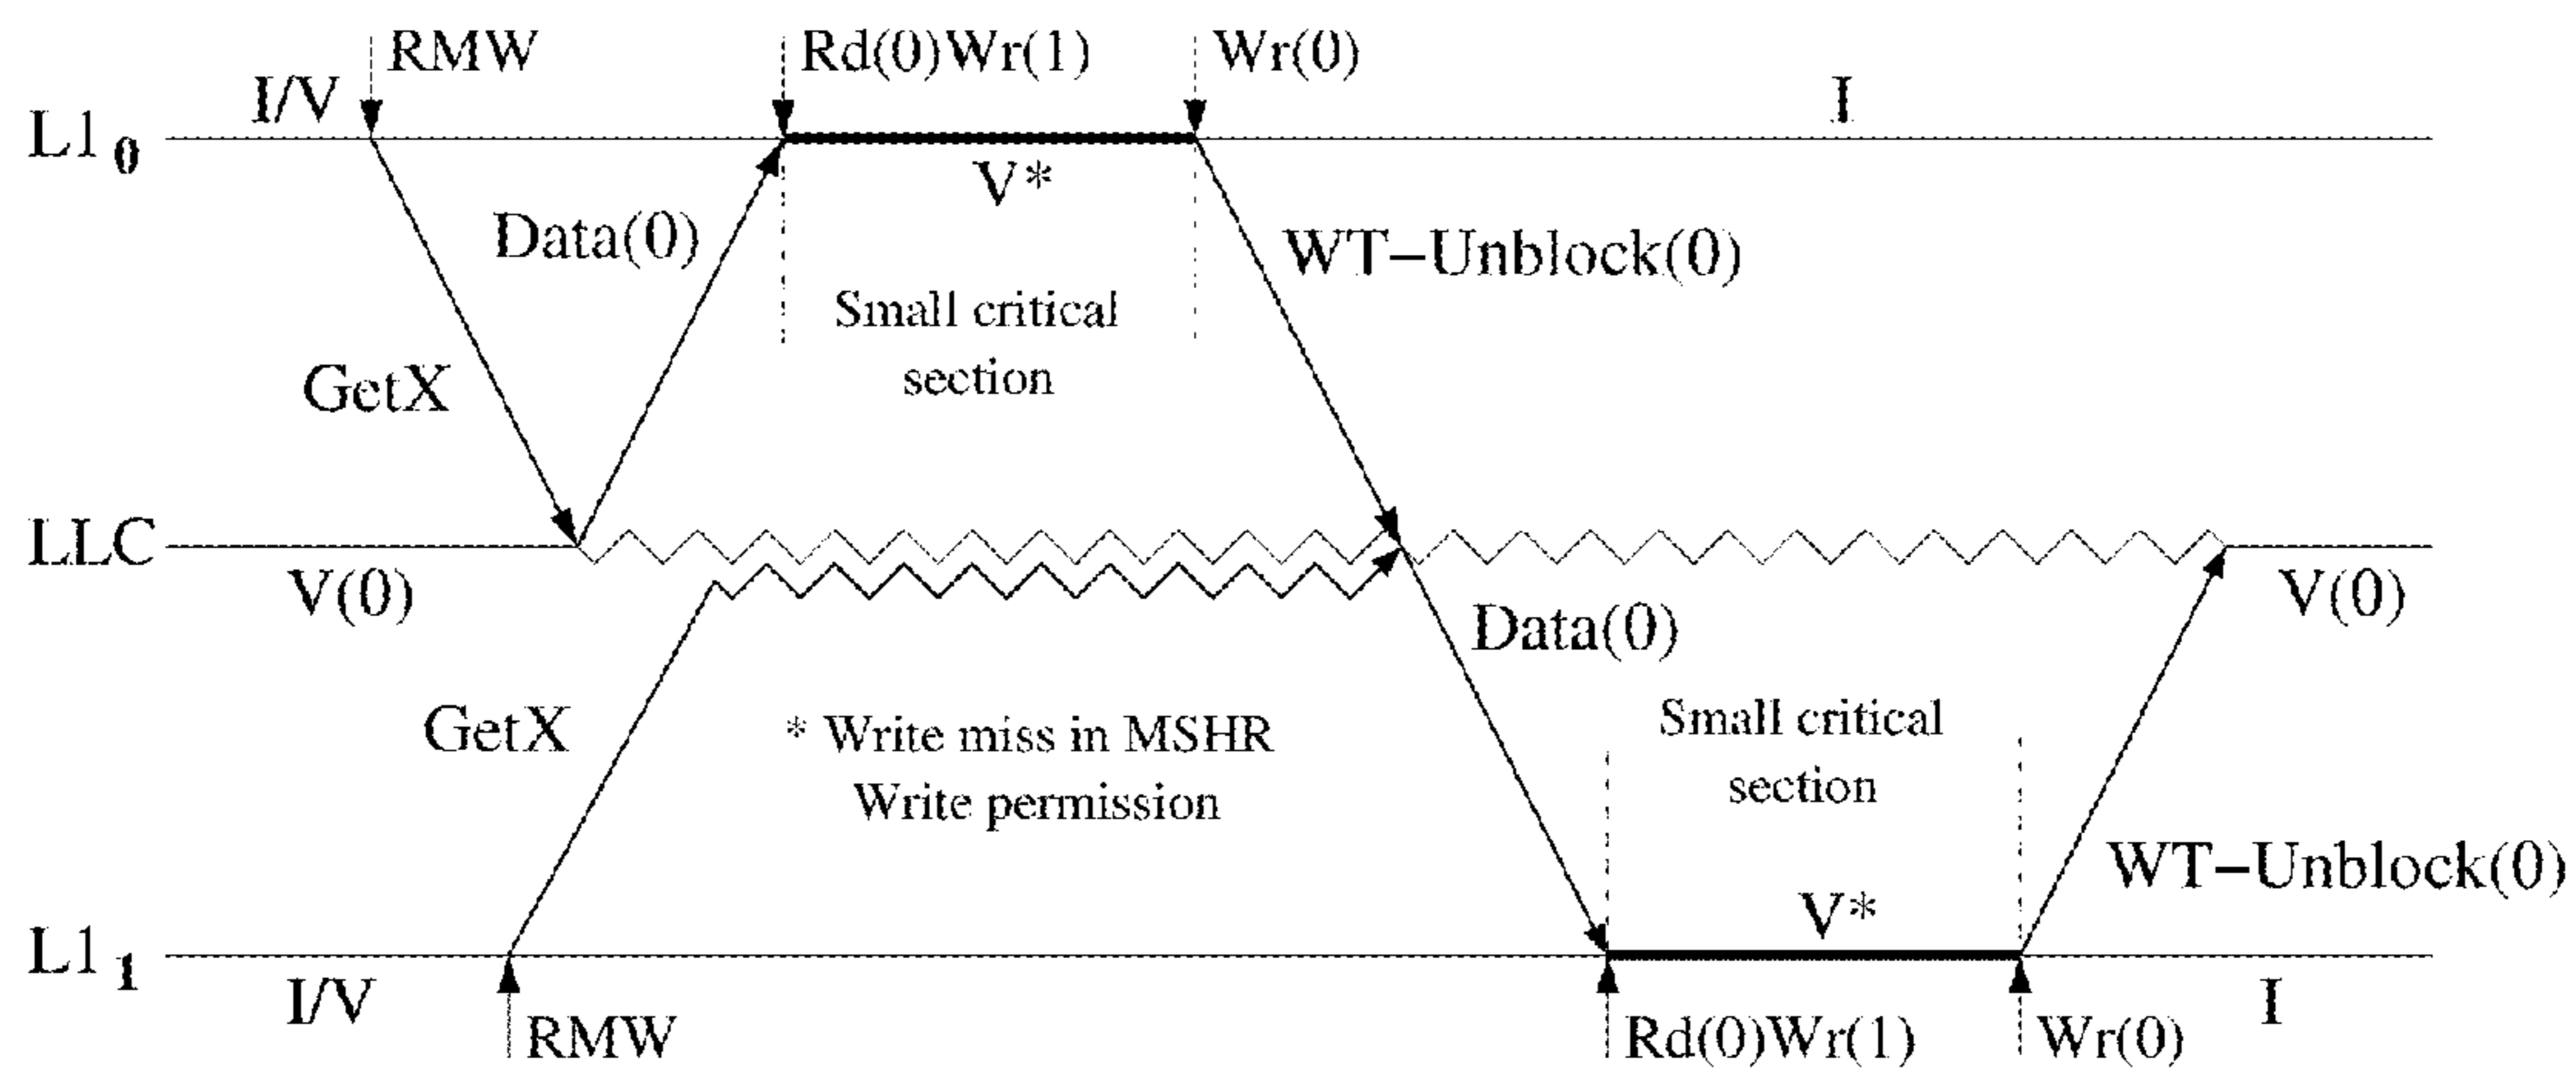 RMW
Rd(0)Wr(1)
Wr(0)
I/V
I
L1 0
V*
Data(0)
WT–Unblock(0)
Small critical
section
GetX
LLC
V(0)
V(0)
Data(0)
GetX
* Write miss in MSHR
Write permission
Small critical
section
WT–Unblock(0)
V*
L1 1
I/V
I
RMW
Rd(0)Wr(1)
Wr(0)